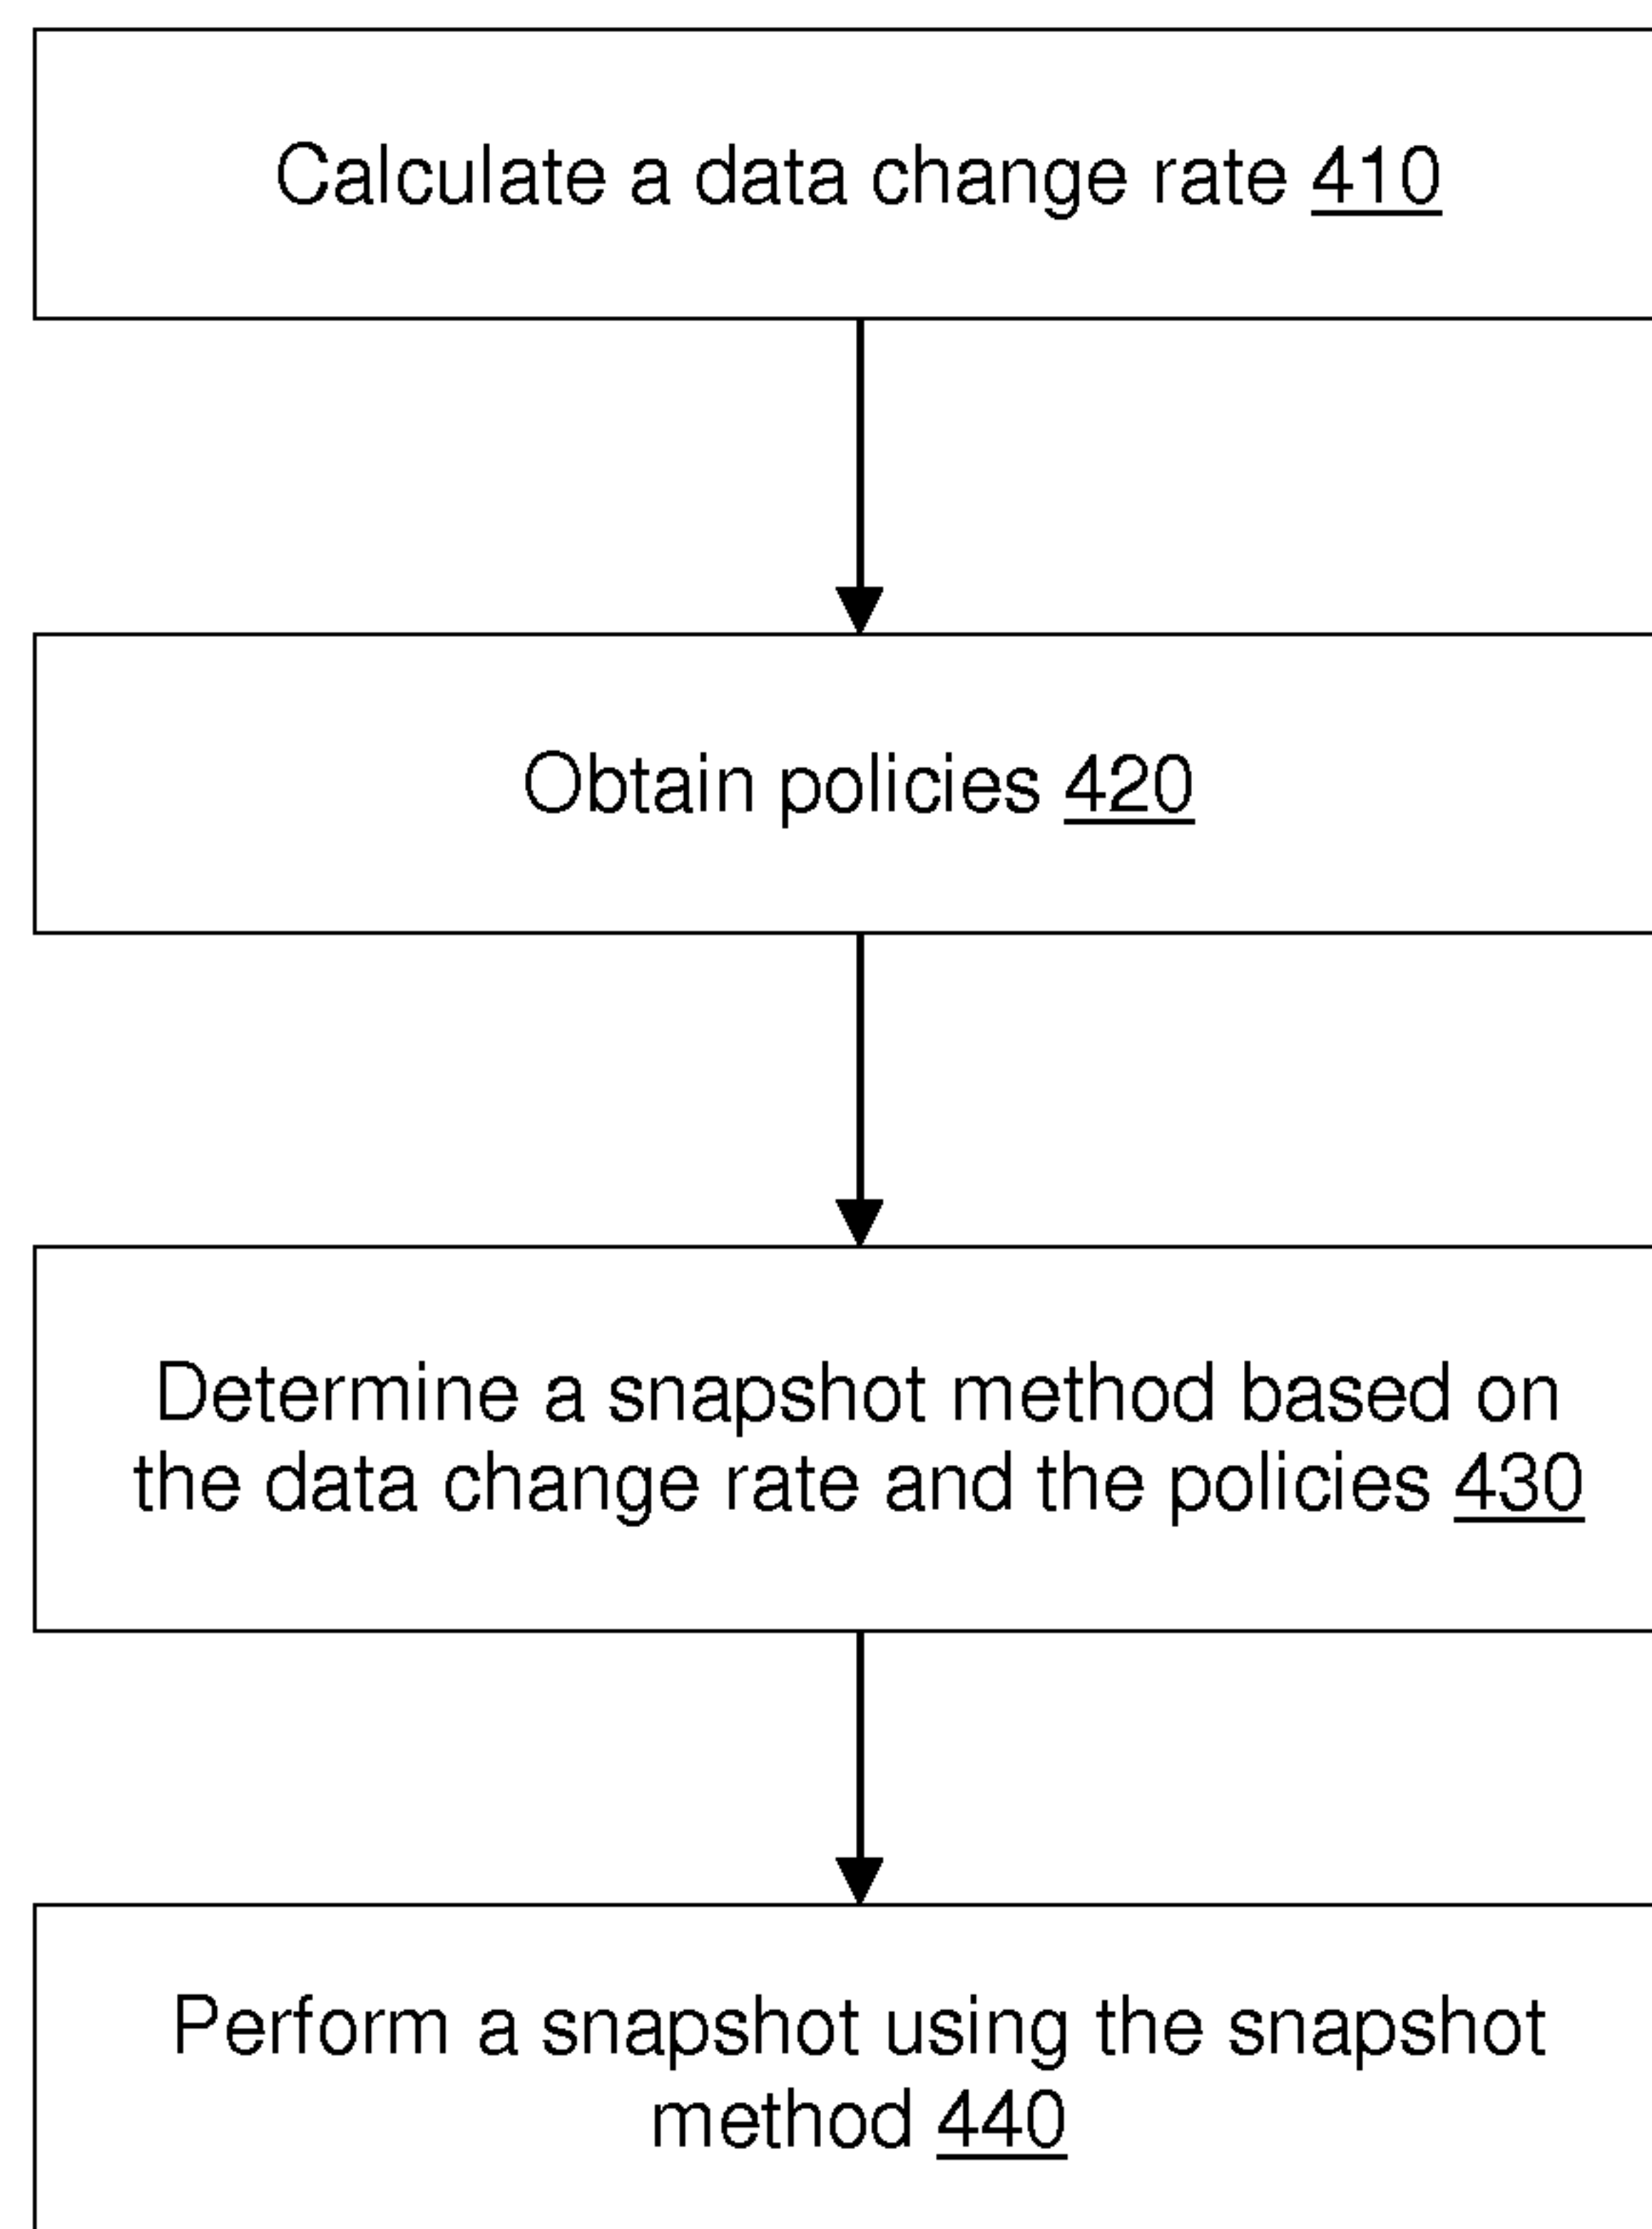 Calculate a data change rate 410
Obtain policies 420
Determine a snapshot method based on
the data change rate and the policies 430
Perform a snapshot using the snapshot
method 440